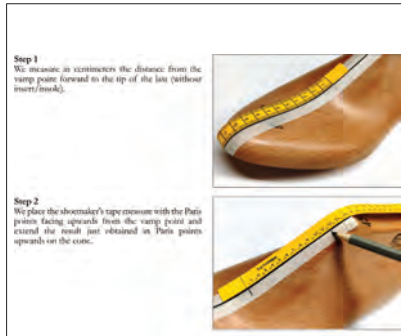 Step 1
We measure in centimeters the distance from the
vamp point forward to the tip of the last (without
insert/insole).
Step 2
We place the shoemaker's tape measure with the Paris
points facing upwards from the vamp point and
extend the result just obtained in Paris points
upwards on the cone.